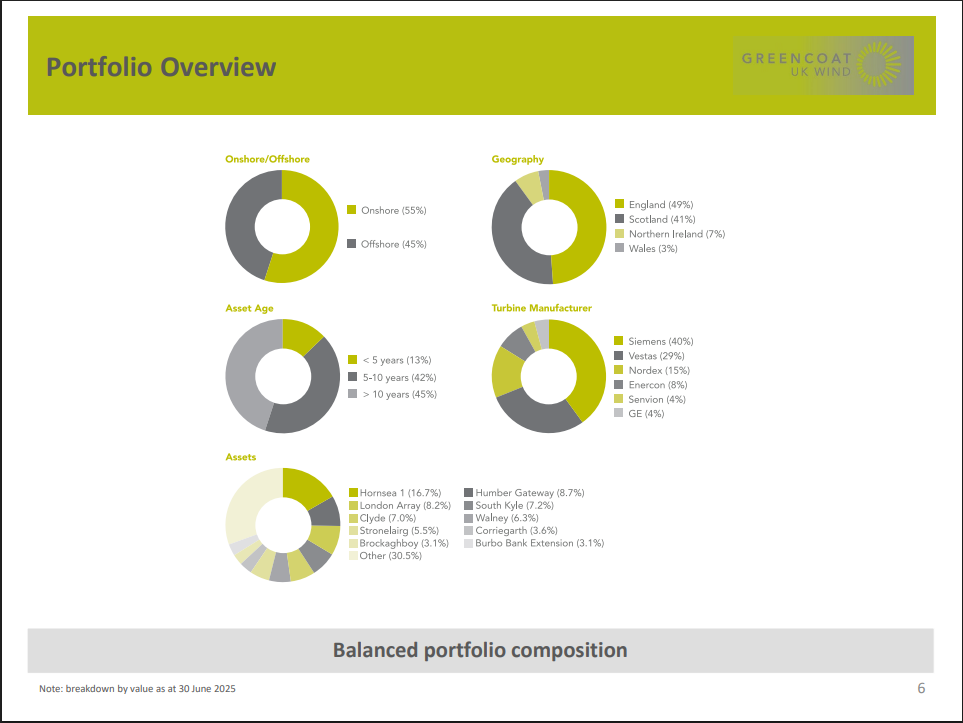 Portfolio Overview
GREENCOAT
UK WIND
Onshore/Offshore
Onshore (55%)
Offshore (45%)
Geography
England (49%)
Scotland (41%)
Northern Ireland (7%)
Wales (3%)
Asset Age
< 5 years (13%)
5-10 years (42%)
> 10 years (45%)
Turbine Manufacturer
Siemens (40%)
Vestas (29%)
Nordex (15%)
Enercon (8%)
Senvion (4%)
GE (4%)
Assets
Hornsea 1 (16.7%)
Humber Gateway (8.7%)
London Array (8.2%)
South Kyle (7.2%)
Clyde (7.0%)
Walney (6.3%)
Stronelairg (5.5%)
Corriegarth (3.6%)
Brockaghboy (3.1%)
Burbo Bank Extension (3.1%)
Other (30.5%)
Balanced portfolio composition
Note: breakdown by value as at 30 June 2025
6